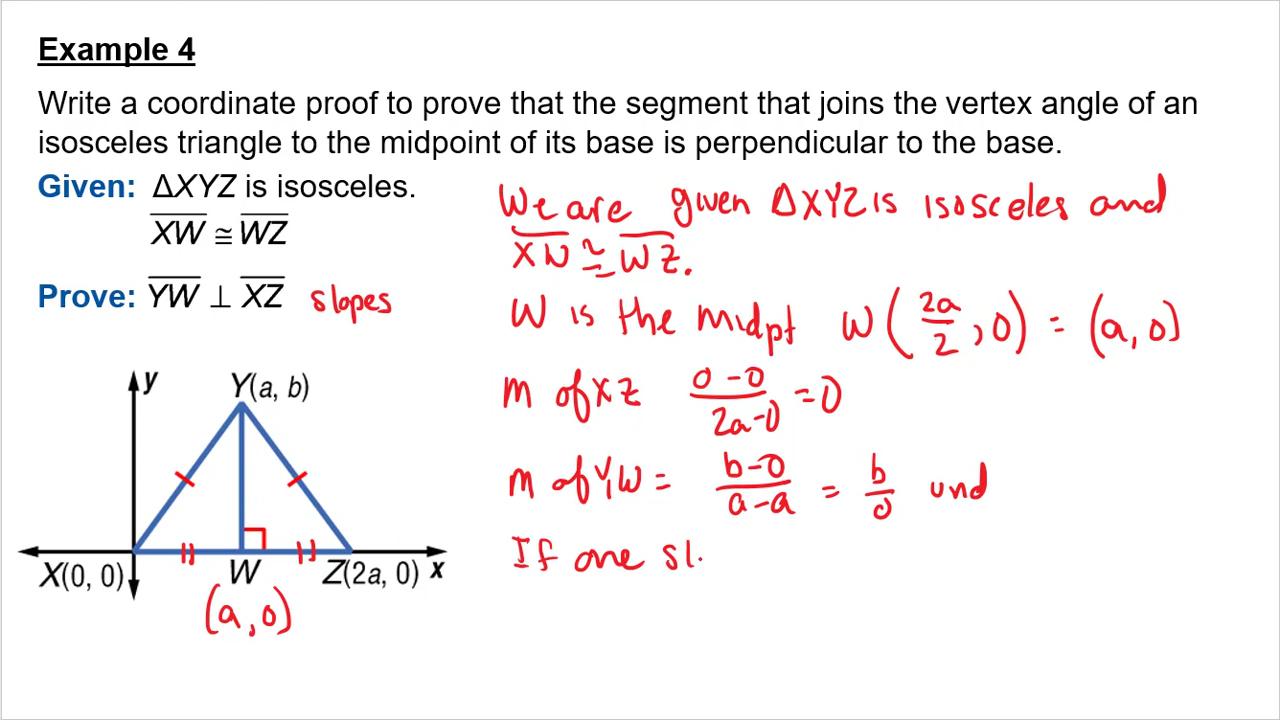 Example 4
Write a coordinate proof to prove that the segment that joins the vertex angle of an
isosceles triangle to the midpoint of its base is perpendicular to the base.
Given: ΔXYZ is isosceles.
XW ≅ WZ
Prove: YW ⊥ XZ slopes
We are given ΔXYZ is isosceles and
XW ≅ WZ.
W is the midpt W(2a/2, 0) = (a, 0)
m of XZ 0-0/2a-0 = 0
m of YW = b-0/a-a = b/0 und
If one sl.
y
Y(a, b)
X(0, 0)
W
Z(2a, 0)
x
(a, 0)